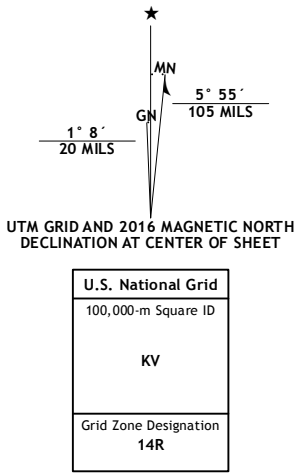 ★
MN
GN
5° 55´
105 MILS
1° 8´
20 MILS
UTM GRID AND 2016 MAGNETIC NORTH
DECLINATION AT CENTER OF SHEET
U.S. National Grid
100,000-m Square ID
KV
Grid Zone Designation
14R